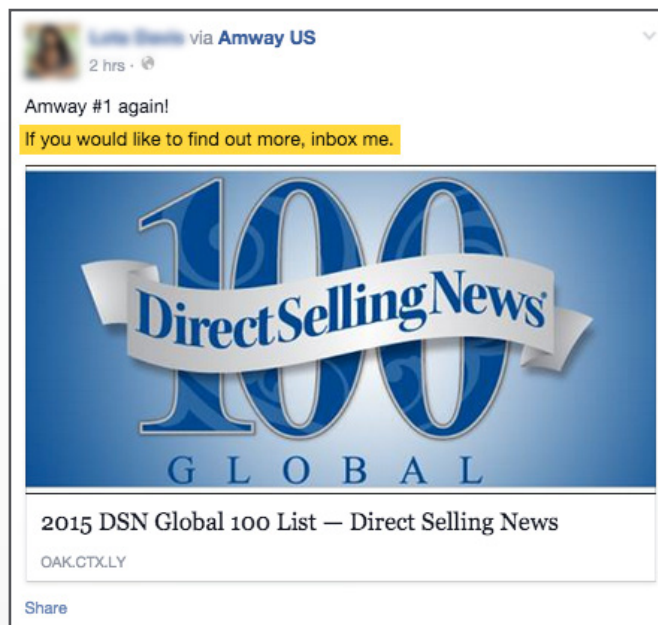 via Amway US
2 hrs ·
Amway #1 again!
If you would like to find out more, inbox me.
100
DirectSellingNews
GLOBAL
2015 DSN Global 100 List — Direct Selling News
OAK.CTX.LY
Share